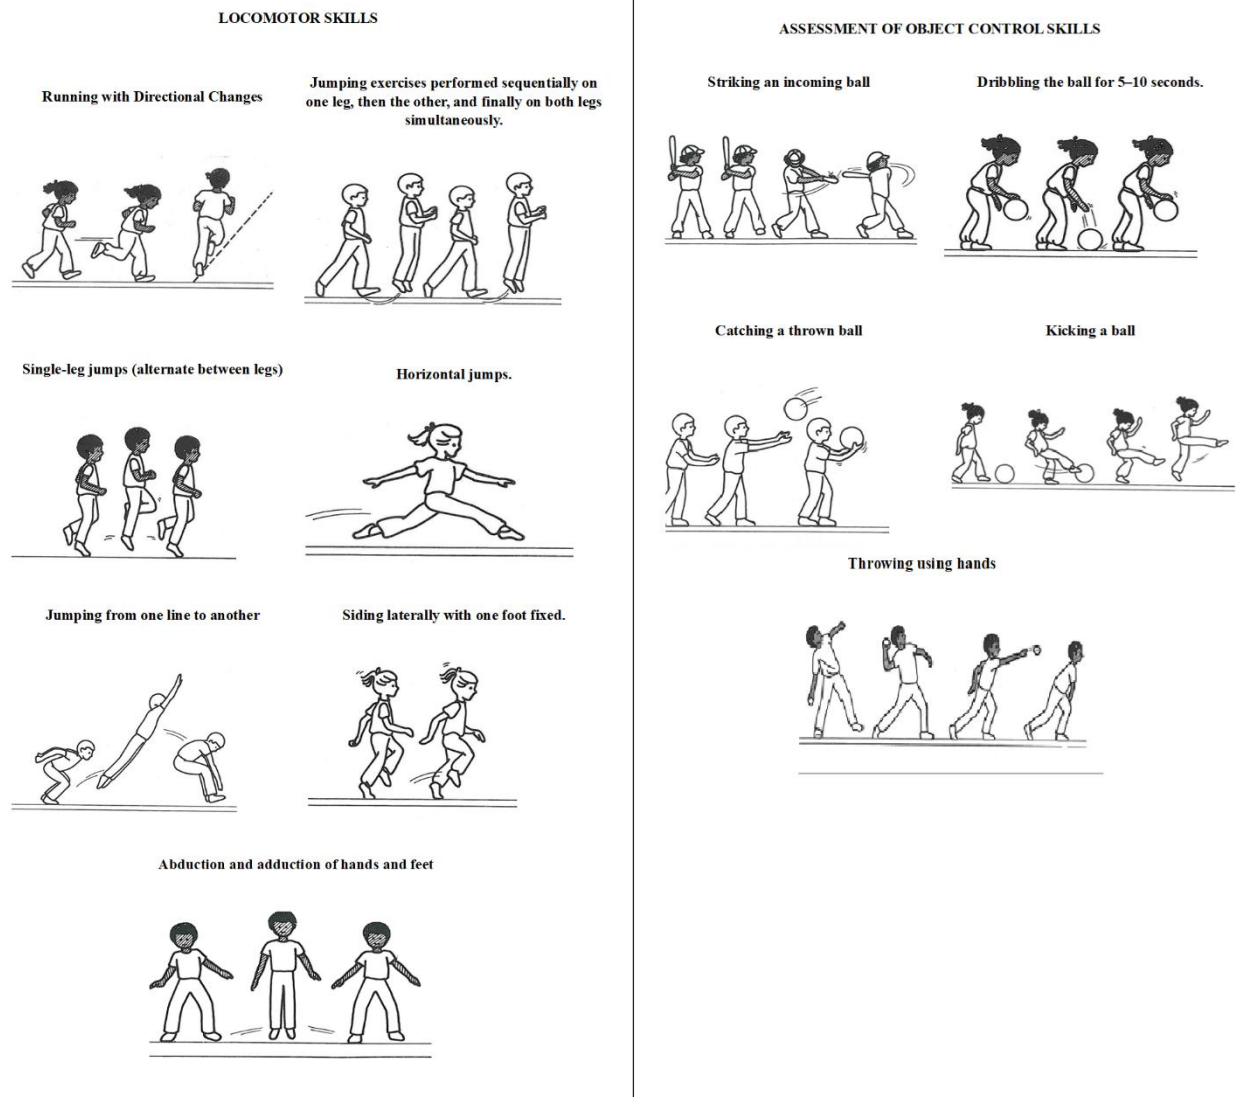 LOCOMOTOR SKILLS
Running with Directional Changes
Jumping exercises performed sequentially on
one leg, then the other, and finally on both legs
simultaneously.
Single-leg jumps (alternate between legs)
Horizontal jumps.
Jumping from one line to another
Siding laterally with one foot fixed.
Abduction and adduction of hands and feet
ASSESSMENT OF OBJECT CONTROL SKILLS
Striking an incoming ball
Dribbling the ball for 5–10 seconds.
Catching a thrown ball
Kicking a ball
Throwing using hands